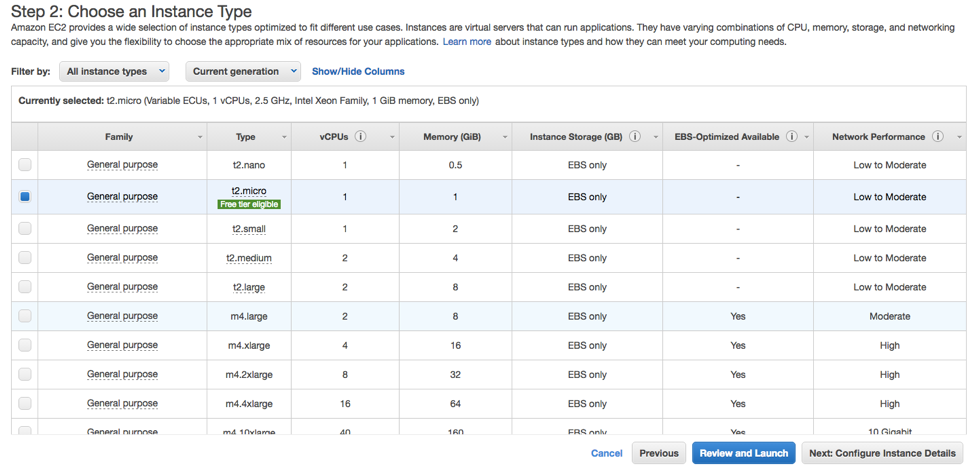 Step 2: Choose an Instance Type
Amazon EC2 provides a wide selection of instance types optimized to fit different use cases. Instances are virtual servers that can run applications. They have varying combinations of CPU, memory, storage, and networking
capacity, and give you the flexibility to choose the appropriate mix of resources for your applications. Learn more about instance types and how they can meet your computing needs.
Filter by: All instance types Current generation Show/Hide Columns
Currently selected: t2.micro (Variable ECUs, 1 vCPUs, 2.5 GHz, Intel Xeon Family, 1 GiB memory, EBS only)
Family Type vCPUs Memory (GiB) Instance Storage (GB) EBS-Optimized Available Network Performance
General purpose t2.nano 1 0.5 EBS only - Low to Moderate
General purpose t2.micro 1 1 EBS only - Low to Moderate
Free tier eligible
General purpose t2.small 1 2 EBS only - Low to Moderate
General purpose t2.medium 2 4 EBS only - Low to Moderate
General purpose t2.large 2 8 EBS only - Low to Moderate
General purpose m4.large 2 8 EBS only Yes Moderate
General purpose m4.xlarge 4 16 EBS only Yes High
General purpose m4.2xlarge 8 32 EBS only Yes High
General purpose m4.4xlarge 16 64 EBS only Yes High
General purpose m4.10xlarge 40 160 EBS only Yes 10 Gigabit
Cancel Previous Review and Launch Next: Configure Instance Details